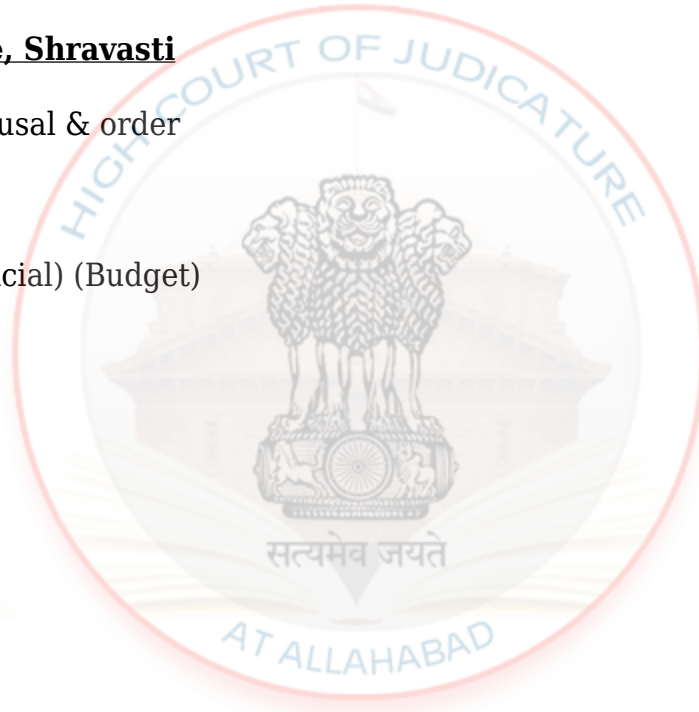 e, Shravasti
usal & order
cial) (Budget)
HIGH COURT OF JUDICATURE
सत्यमेव जयते
AT ALLAHABAD